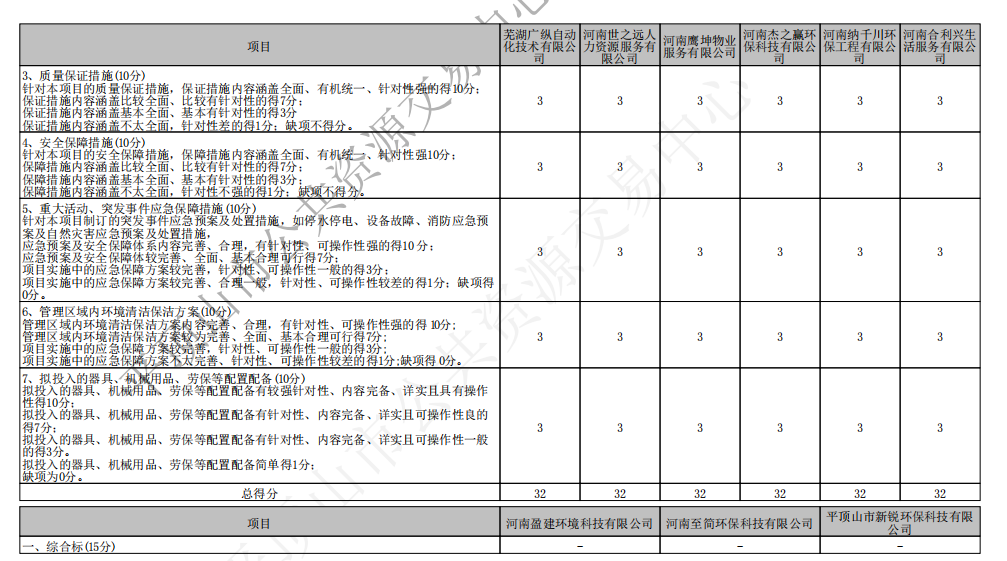 项目
芜湖广纵自动化技术有限公司
河南世之远人力资源服务有限公司
河南鹰坤物业服务有限公司
河南杰之赢环保科技有限公司
河南纳千川环保工程有限公司
河南合利兴生活服务有限公司
3、质量保证措施(10分)
针对本项目的质量保证措施，保证措施内容涵盖全面、有机统一、针对性强的得10分；
保证措施内容涵盖比较全面、比较有针对性的得7分；
保证措施内容涵盖基本全面、基本有针对性的得3分
保证措施内容涵盖不太全面，针对性差的得1分；缺项不得分。
3 3 3 3 3 3
4、安全保障措施(10分)
针对本项目的安全保障措施，保障措施内容涵盖全面、有机统一、针对性强10分；
保障措施内容涵盖比较全面、比较有针对性的得7分；
保障措施内容涵盖基本全面、基本有针对性的得3分；
保障措施内容涵盖不太全面，针对性不强的得1分；缺项不得分。
3 3 3 3 3 3
5、重大活动、突发事件应急保障措施(10分)
针对本项目制订的突发事件应急预案及处置措施，如停水停电、设备故障、消防应急预
案及自然灾害应急预案及处置措施，
应急预案及安全保障体系内容完善、合理，有针对性、可操作性强的得10 分；
应急预案及安全保障体较完善、全面、基本合理可行得7分；
项目实施中的应急保障方案较完善，针对性、可操作性一般的得3分；
项目实施中的应急保障方案较完善、合理一般，针对性、可操作性较差的得1分；缺项得
0分。
3 3 3 3 3 3
6、管理区域内环境清洁保洁方案(10分)
管理区域内环境清洁保洁方案内容完善、合理，有针对性、可操作性强的得 10分；
管理区域内环境清洁保洁方案较为完善、全面、基本合理可行得7分；
项目实施中的应急保障方案较完善，针对性、可操作性一般的得3分；
项目实施中的应急保障方案不太完善、针对性、可操作性较差的得1分;缺项得 0分。
3 3 3 3 3 3
7、拟投入的器具、机械用品、劳保等配置配备(10分)
拟投入的器具、机械用品、劳保等配置配备有较强针对性、内容完备、详实且具有操作
性得10分；
拟投入的器具、机械用品、劳保等配置配备有针对性、内容完备、详实且可操作性良的
得7分；
拟投入的器具、机械用品、劳保等配置配备有针对性、内容完备、详实且可操作性一般
的得3分。
拟投入的器具、机械用品、劳保等配置配备简单得1分；
缺项为0分。
3 3 3 3 3 3
总得分 32 32 32 32 32 32
项目
河南盈建环境科技有限公司
河南至简环保科技有限公司
平顶山市新锐环保科技有限公司
一、综合标(15分) - - -
平顶山市公共资源交易中心
平顶山市公共资源交易中心